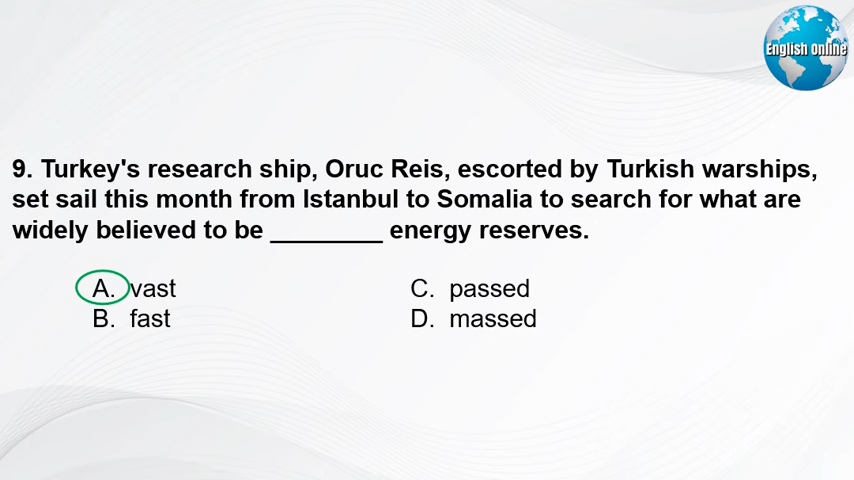 English Online
9. Turkey's research ship, Oruc Reis, escorted by Turkish warships,
set sail this month from Istanbul to Somalia to search for what are
widely believed to be ________ energy reserves.
A. vast
B. fast
C. passed
D. massed